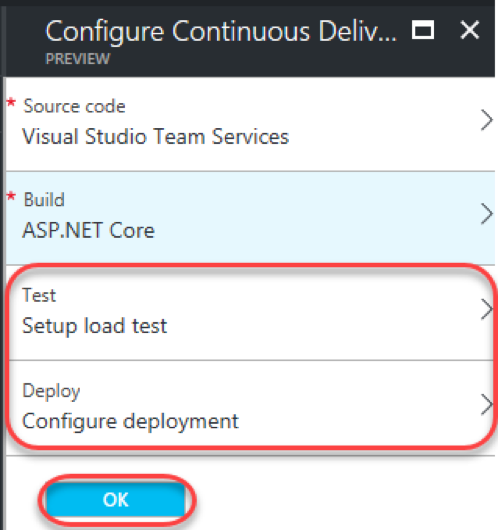 Configure Continuous Deliv...
PREVIEW
* Source code
Visual Studio Team Services
* Build
ASP.NET Core
Test
Setup load test
Deploy
Configure deployment
OK